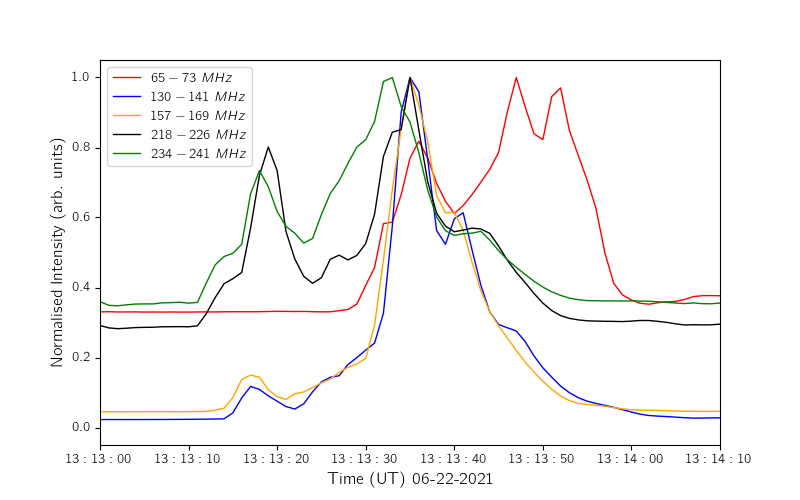 Normalised Intensity (arb. units)
1.0
0.8
0.6
0.4
0.2
0.0
65 − 73 MHz
130 − 141 MHz
157 − 169 MHz
218 − 226 MHz
234 − 241 MHz
13 : 13 : 00 13 : 13 : 10 13 : 13 : 20 13 : 13 : 30 13 : 13 : 40 13 : 13 : 50 13 : 14 : 00 13 : 14 : 10
Time (UT) 06-22-2021